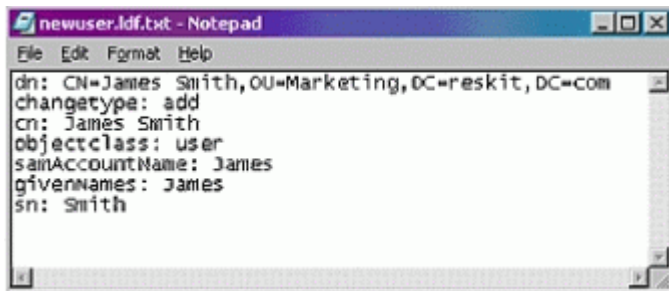 newuser.ldf.txt - Notepad
File Edit Format Help
dn: CN=James Smith,OU=Marketing,DC=reskit,DC=com
changetype: add
cn: James Smith
objectclass: user
samAccountName: James
givenNames: James
sn: Smith